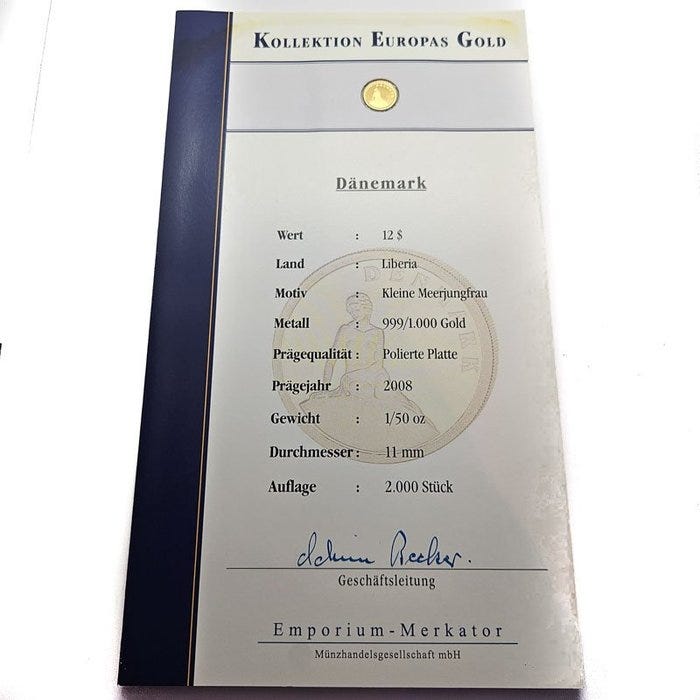 KOLLEKTION EUROPAS GOLD
Dänemark
Wert : 12 $
Land : Liberia
Motiv : Kleine Meerjungfrau
Metall : 999/1.000 Gold
Prägequalität : Polierte Platte
Prägejahr : 2008
Gewicht : 1/50 oz
Durchmesser : 11 mm
Auflage : 2.000 Stück
Geschäftsleitung
Emporium-Merkator
Münzhandelsgesellschaft mbH